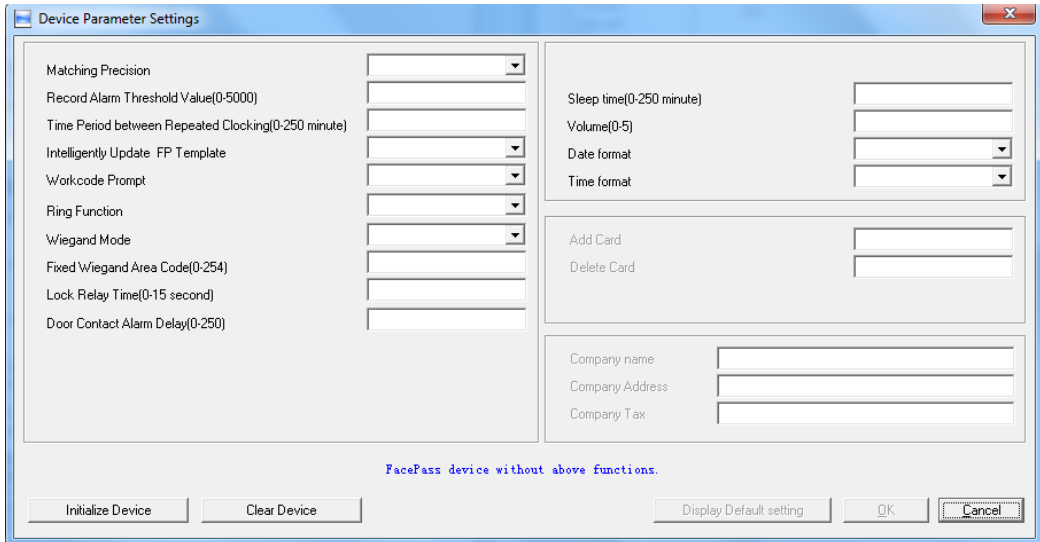 Device Parameter Settings
Matching Precision
Record Alarm Threshold Value(0-5000)
Time Period between Repeated Clocking(0-250 minute)
Intelligently Update FP Template
Workcode Prompt
Ring Function
Wiegand Mode
Fixed Wiegand Area Code(0-254)
Lock Relay Time(0-15 second)
Door Contact Alarm Delay(0-250)
Sleep time(0-250 minute)
Volume(0-5)
Date format
Time format
Add Card
Delete Card
Company name
Company Address
Company Tax
FacePass device without above functions.
Initialize Device
Clear Device
Display Default setting
OK
Cancel